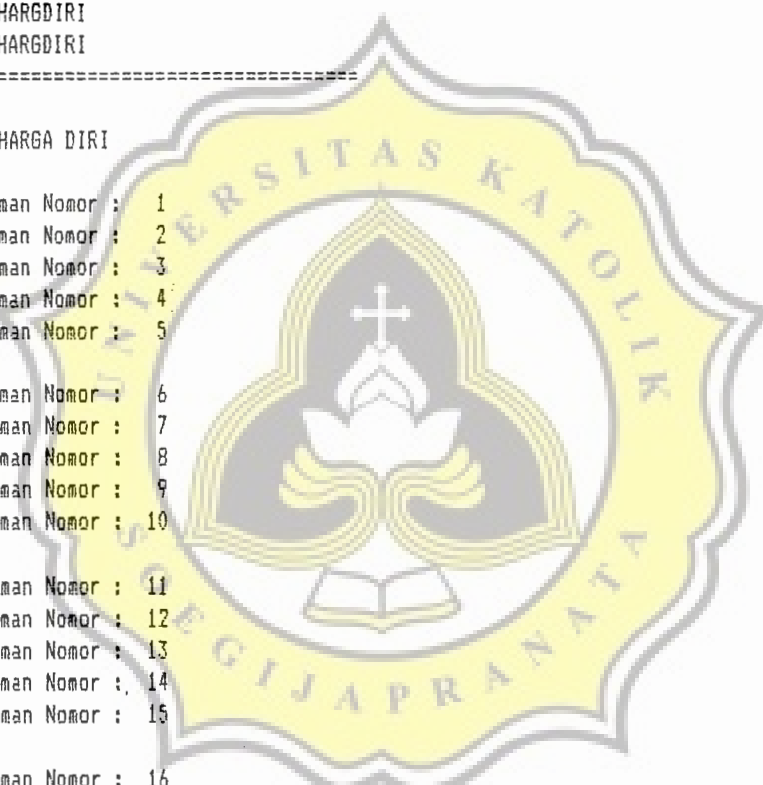 HARGDIRI
HARGDIRI
================================
HARGA DIRI
man Nomor : 1
man Nomor : 2
man Nomor : 3
man Nomor : 4
man Nomor : 5
man Nomor : 6
man Nomor : 7
man Nomor : 8
man Nomor : 9
man Nomor : 10
man Nomor : 11
man Nomor : 12
man Nomor : 13
man Nomor : 14
man Nomor : 15
man Nomor : 16
UNIVERSITAS KATOLIK
SOEGIJAPRANATA